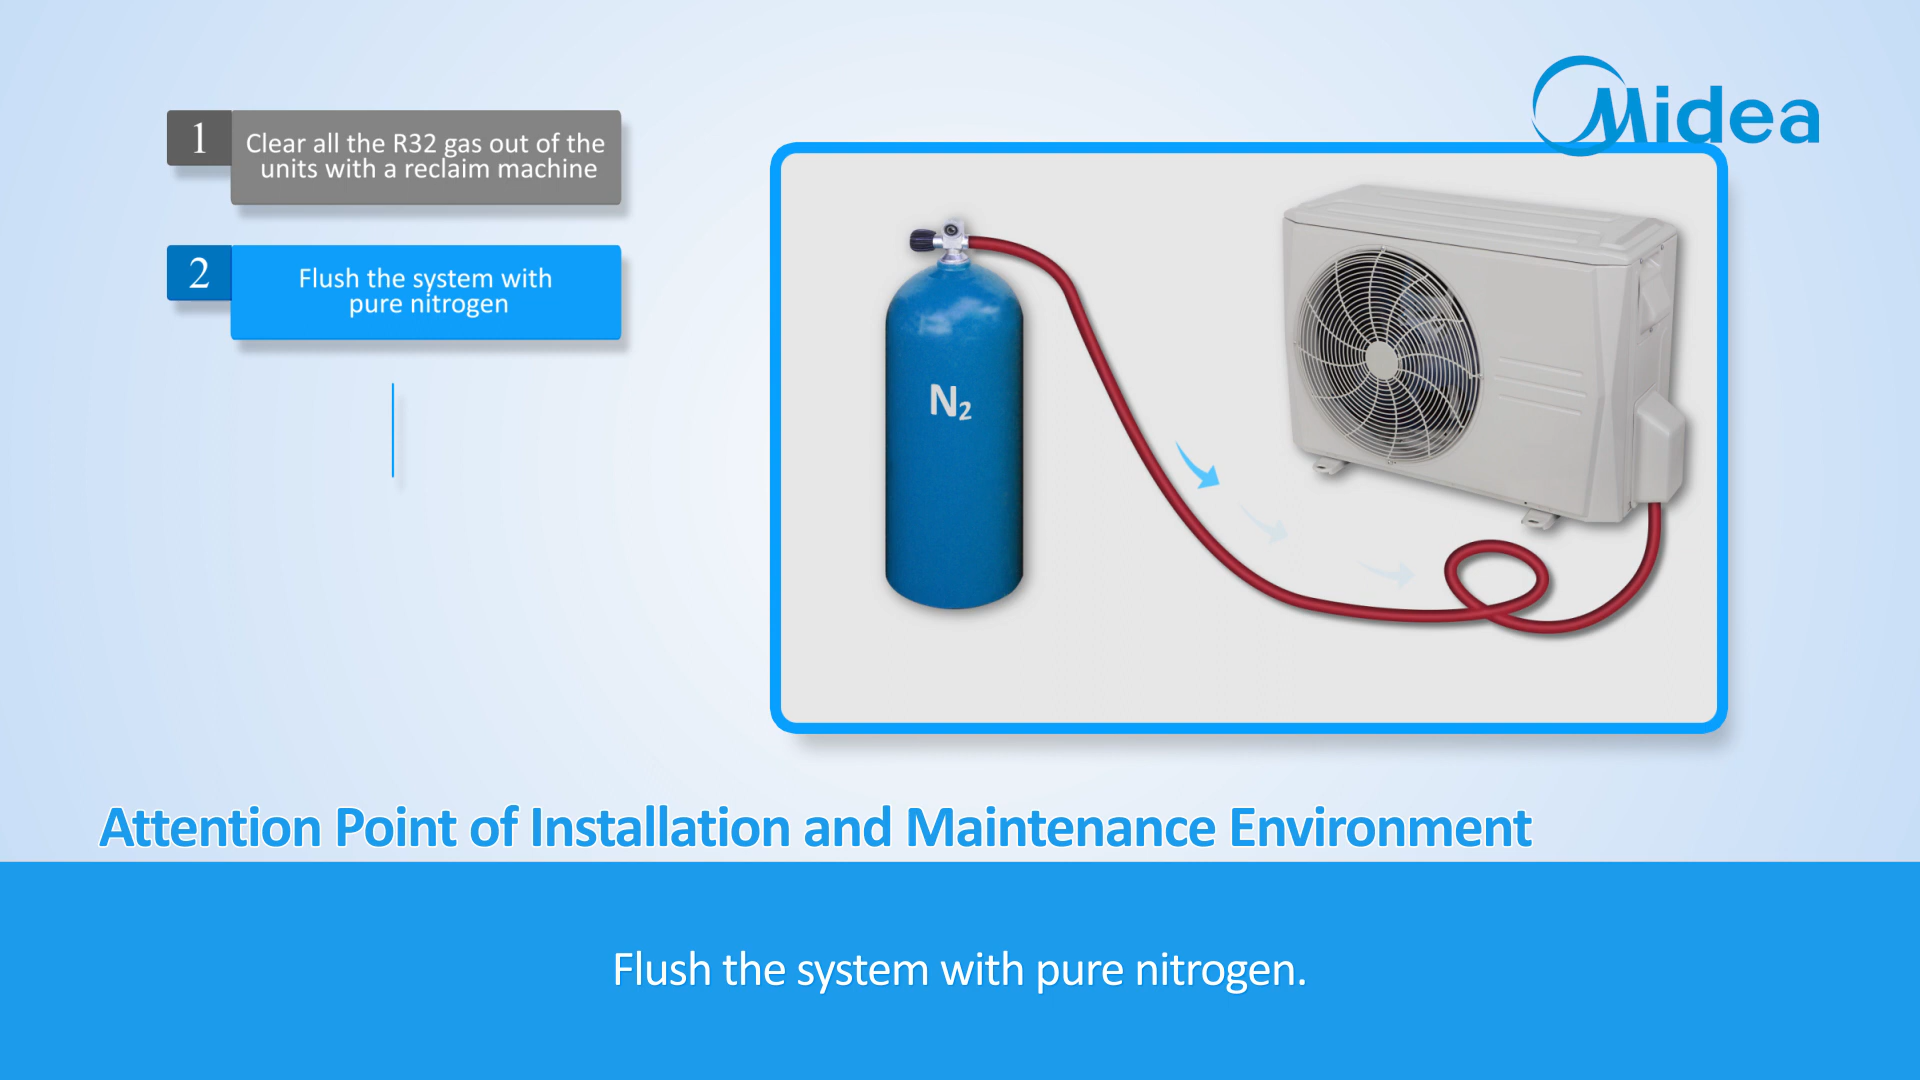 Midea
1
Clear all the R32 gas out of the
units with a reclaim machine
2
Flush the system with
pure nitrogen
N₂
Attention Point of Installation and Maintenance Environment
Flush the system with pure nitrogen.